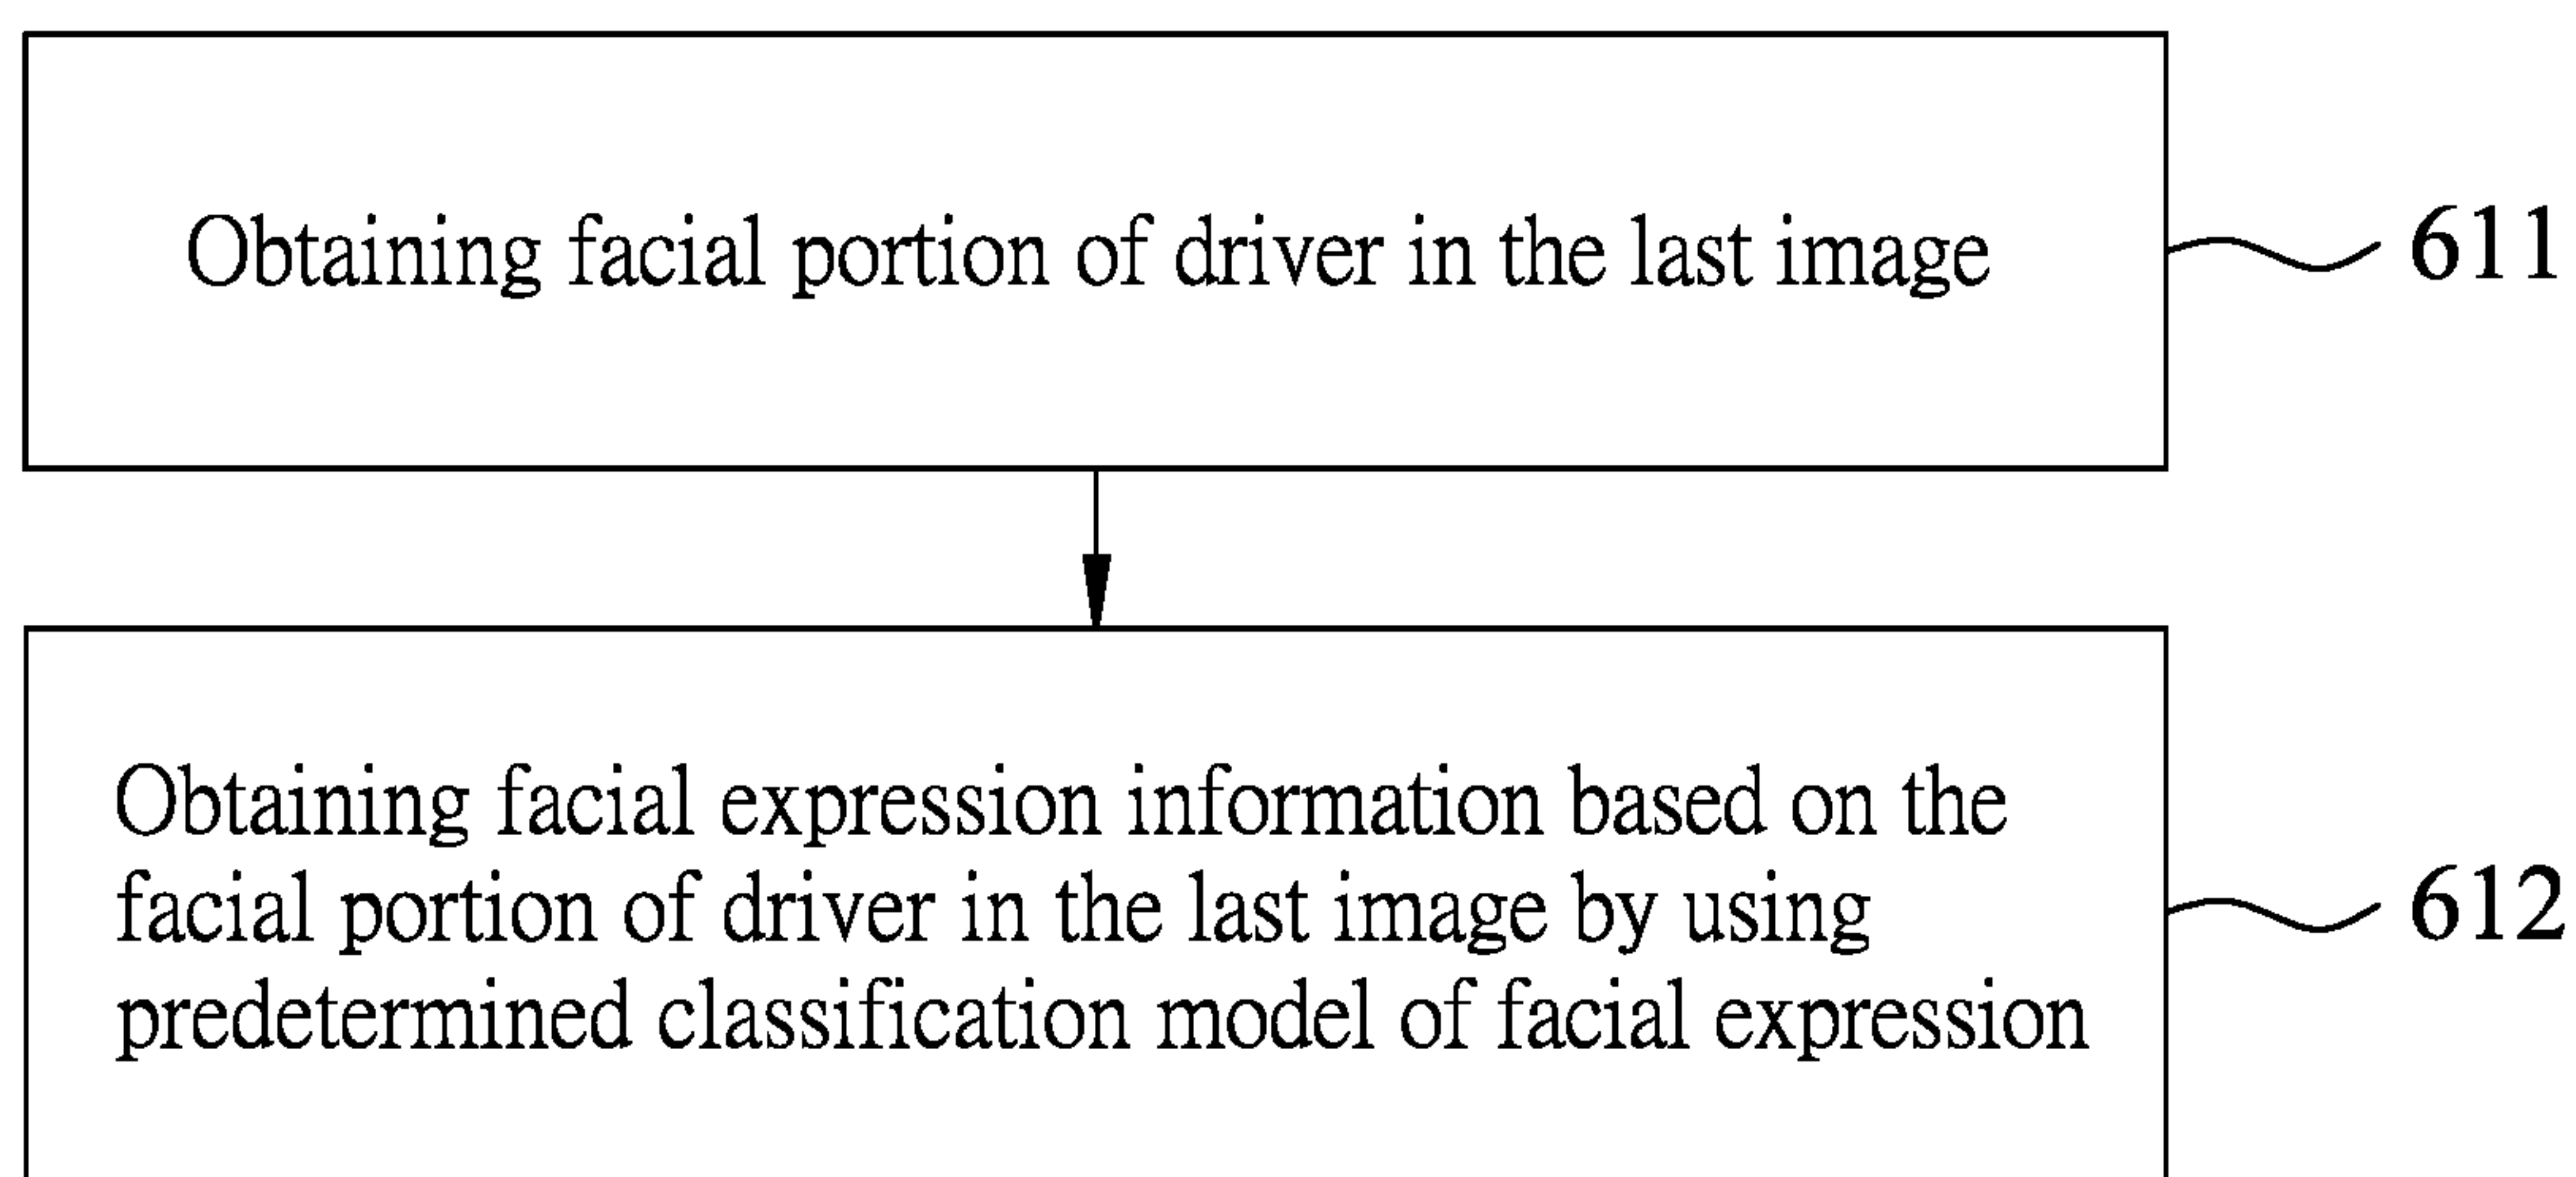 Obtaining facial portion of driver in the last image
611
Obtaining facial expression information based on the
facial portion of driver in the last image by using
predetermined classification model of facial expression
612